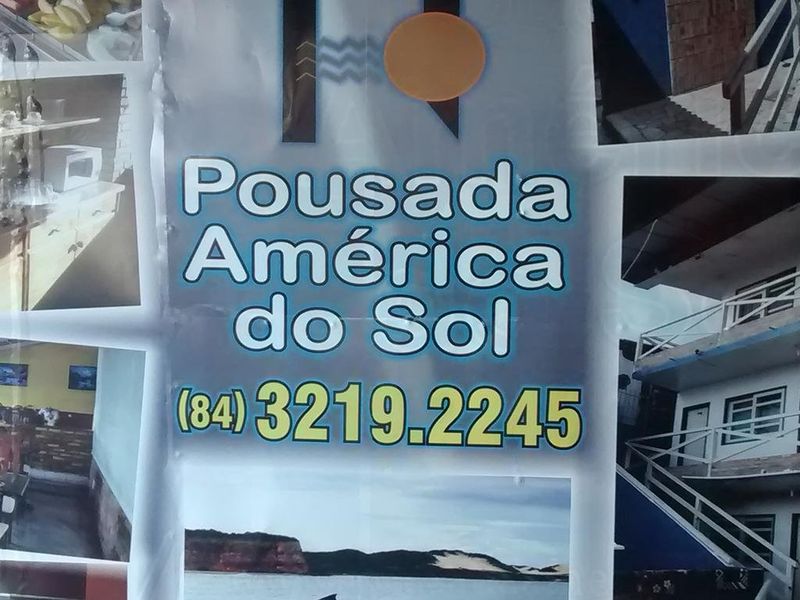 Pousada
América
do Sol
(84) 3219.2245